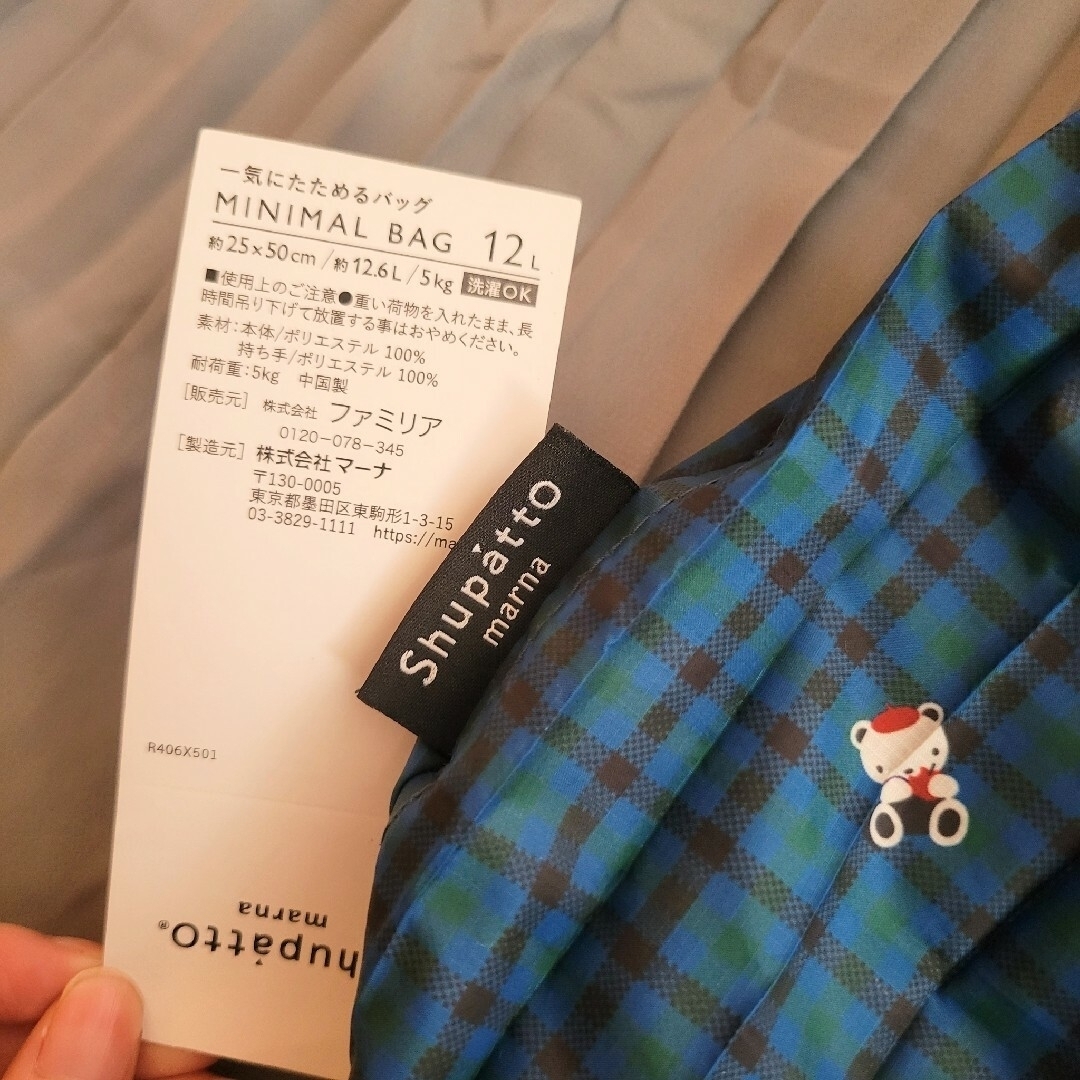 一気にたためるバッグ
MINIMAL BAG 12L
約25×50cm/約12.6L/5kg 洗濯OK
■使用上のご注意●重い荷物を入れたまま、長
時間吊り下げて放置する事はおやめください。
素材:本体/ポリエステル 100%
持ち手/ポリエステル 100%
耐荷重:5kg 中国製
[販売元] 株式会社 ファミリア
0120-078-345
[製造元] 株式会社マーナ
〒130-0005
東京都墨田区東駒形1-3-15
03-3829-1111 https://ma
Shupátto
marna
R406X501
hupátto®
marna